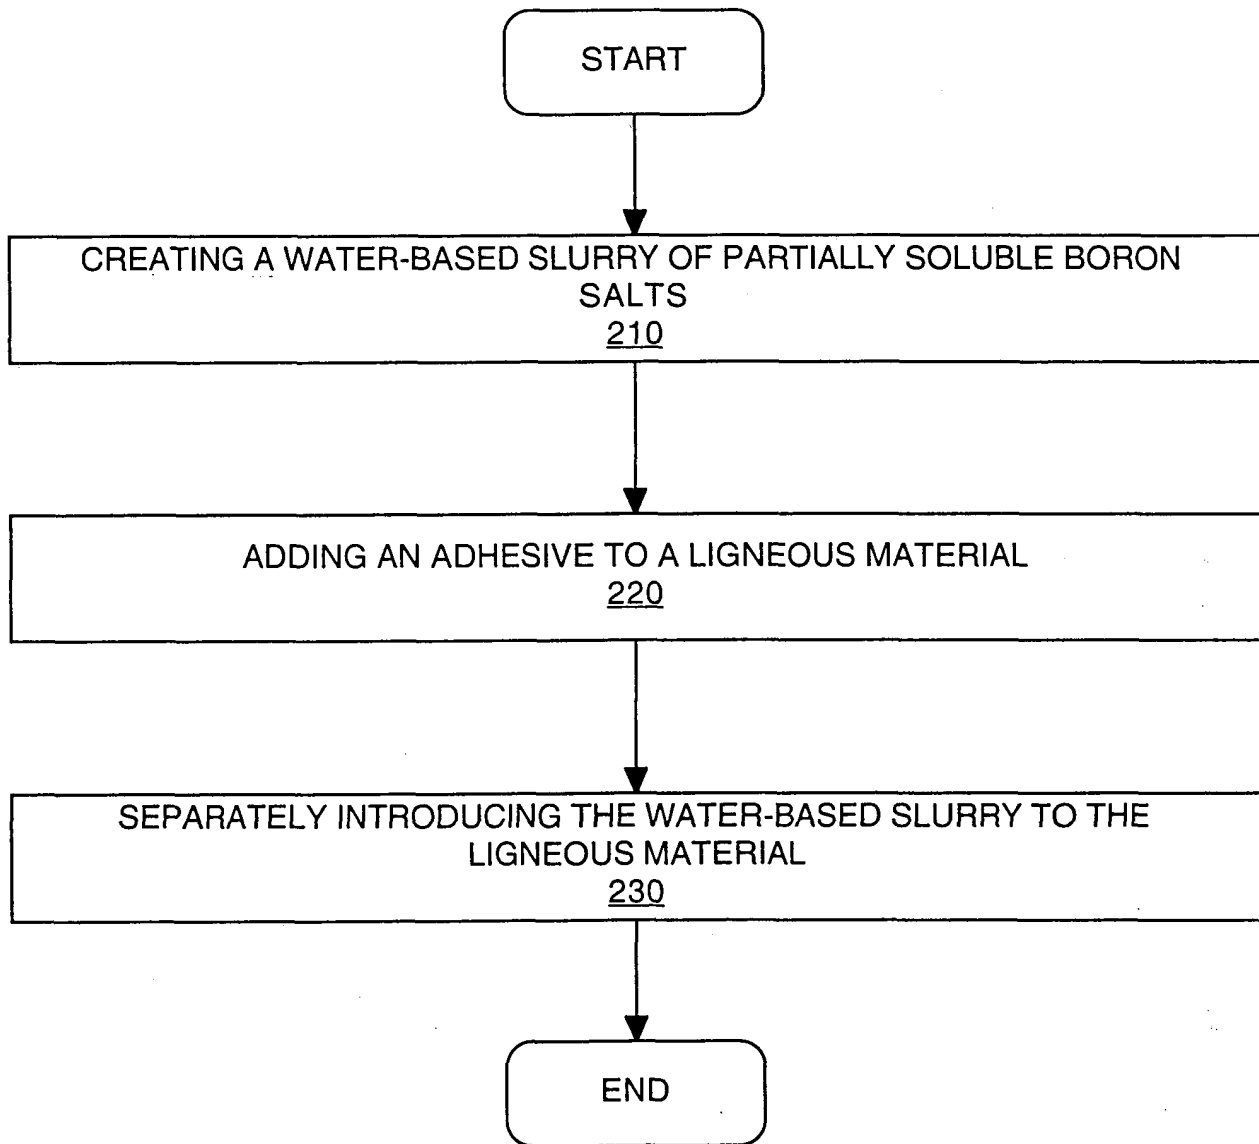 START
CREATING A WATER-BASED SLURRY OF PARTIALLY SOLUBLE BORON
SALTS
210
ADDING AN ADHESIVE TO A LIGNEOUS MATERIAL
220
SEPARATELY INTRODUCING THE WATER-BASED SLURRY TO THE
LIGNEOUS MATERIAL
230
END